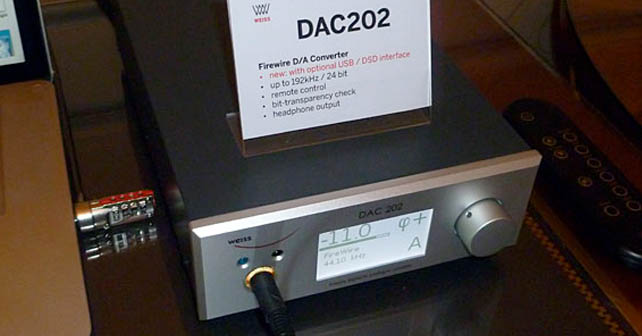 WEISS
DAC202
Firewire D/A Converter
• new: with optional USB / DSD interface
• up to 192kHz / 24 bit
• remote control
• bit-transparency check
• headphone output
DAC 202
weiss
-11.0
φ+
FireWire
A
44.10 kHz